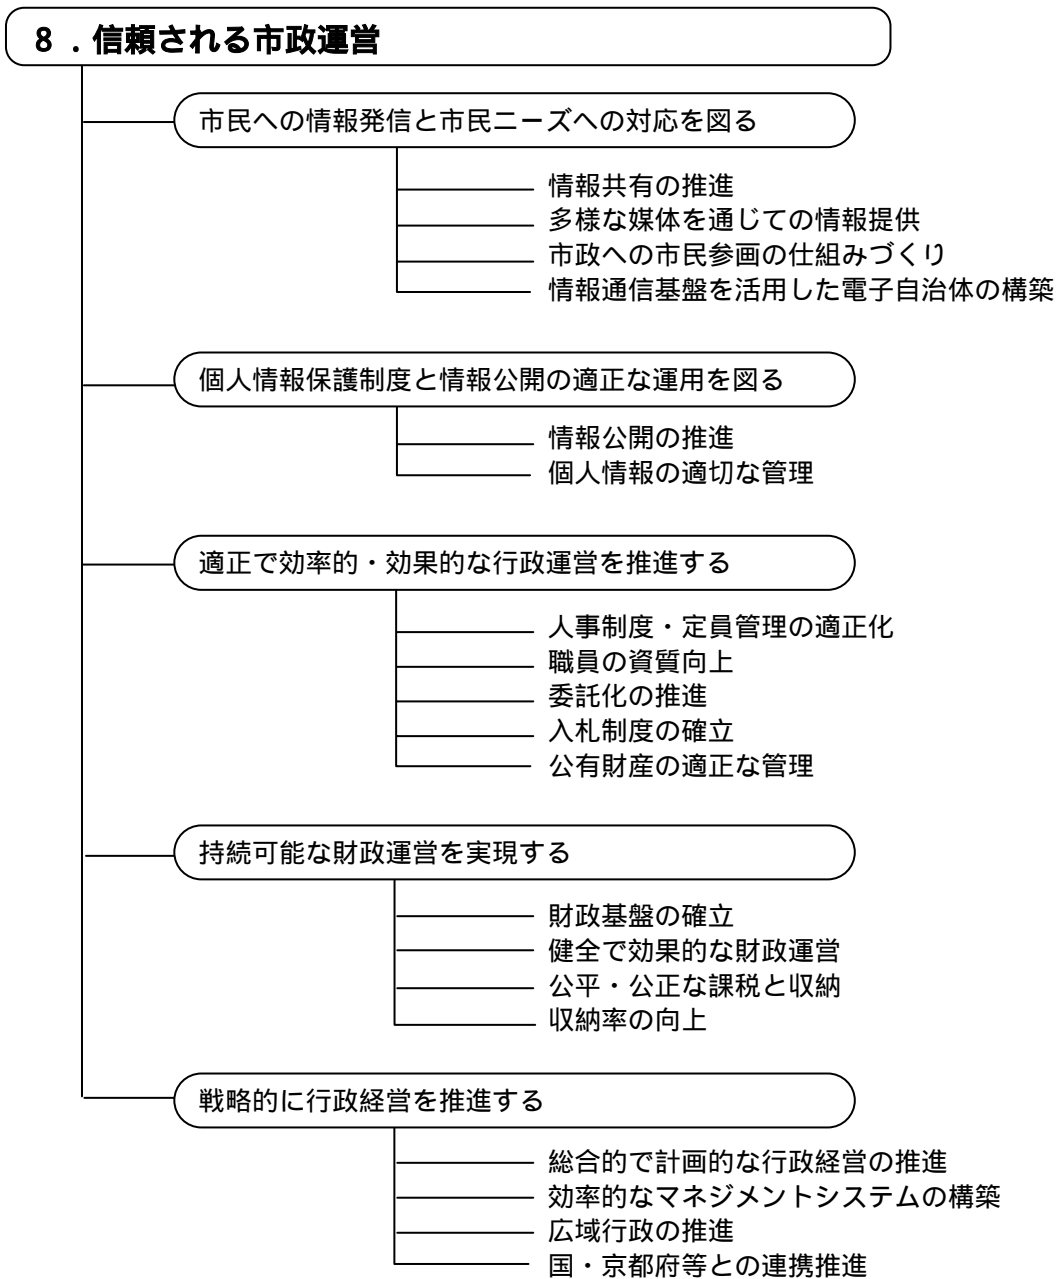 8．信頼される市政運営
市民への情報発信と市民ニーズへの対応を図る
情報共有の推進
多様な媒体を通じての情報提供
市政への市民参画の仕組みづくり
情報通信基盤を活用した電子自治体の構築
個人情報保護制度と情報公開の適正な運用を図る
情報公開の推進
個人情報の適切な管理
適正で効率的・効果的な行政運営を推進する
人事制度・定員管理の適正化
職員の資質向上
委託化の推進
入札制度の確立
公有財産の適正な管理
持続可能な財政運営を実現する
財政基盤の確立
健全で効果的な財政運営
公平・公正な課税と収納
収納率の向上
戦略的に行政経営を推進する
総合的で計画的な行政経営の推進
効率的なマネジメントシステムの構築
広域行政の推進
国・京都府等との連携推進